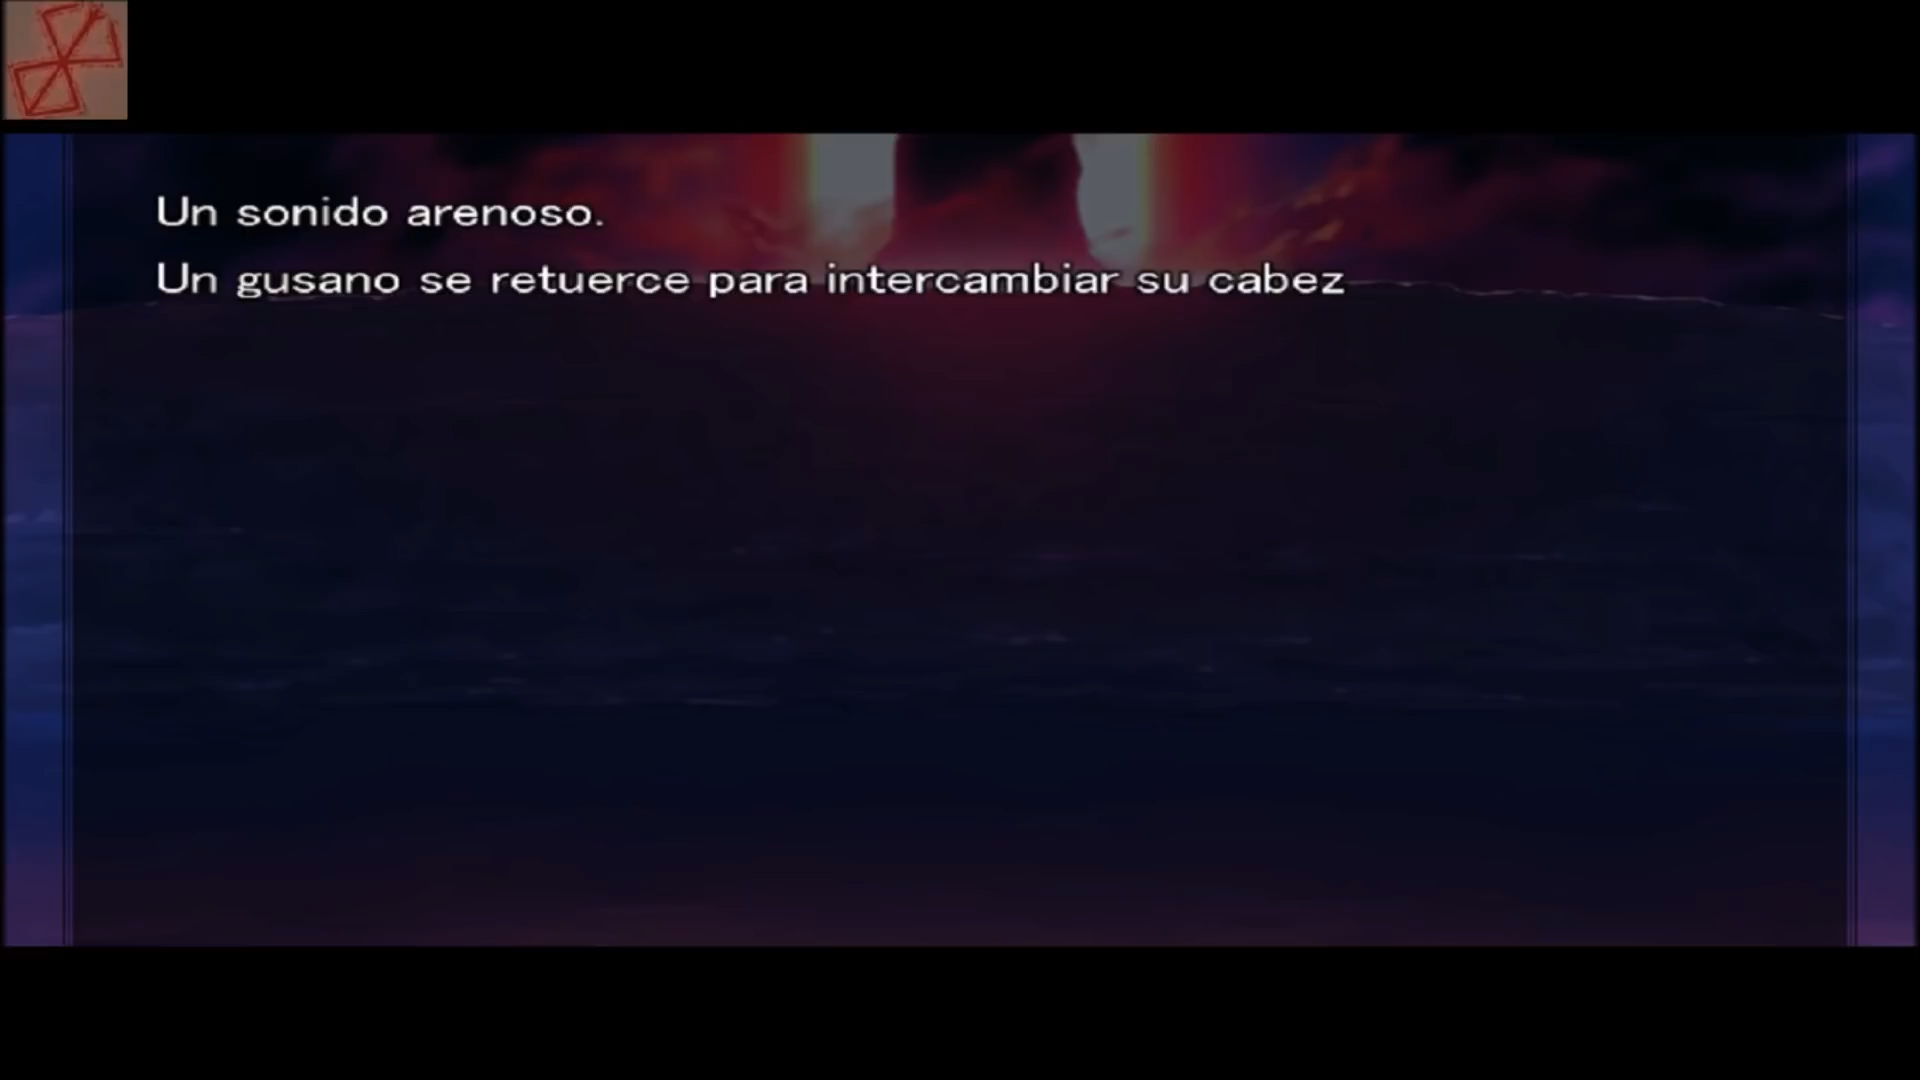 Un sonido arenoso.
Un gusano se retuerce para intercambiar su cabez